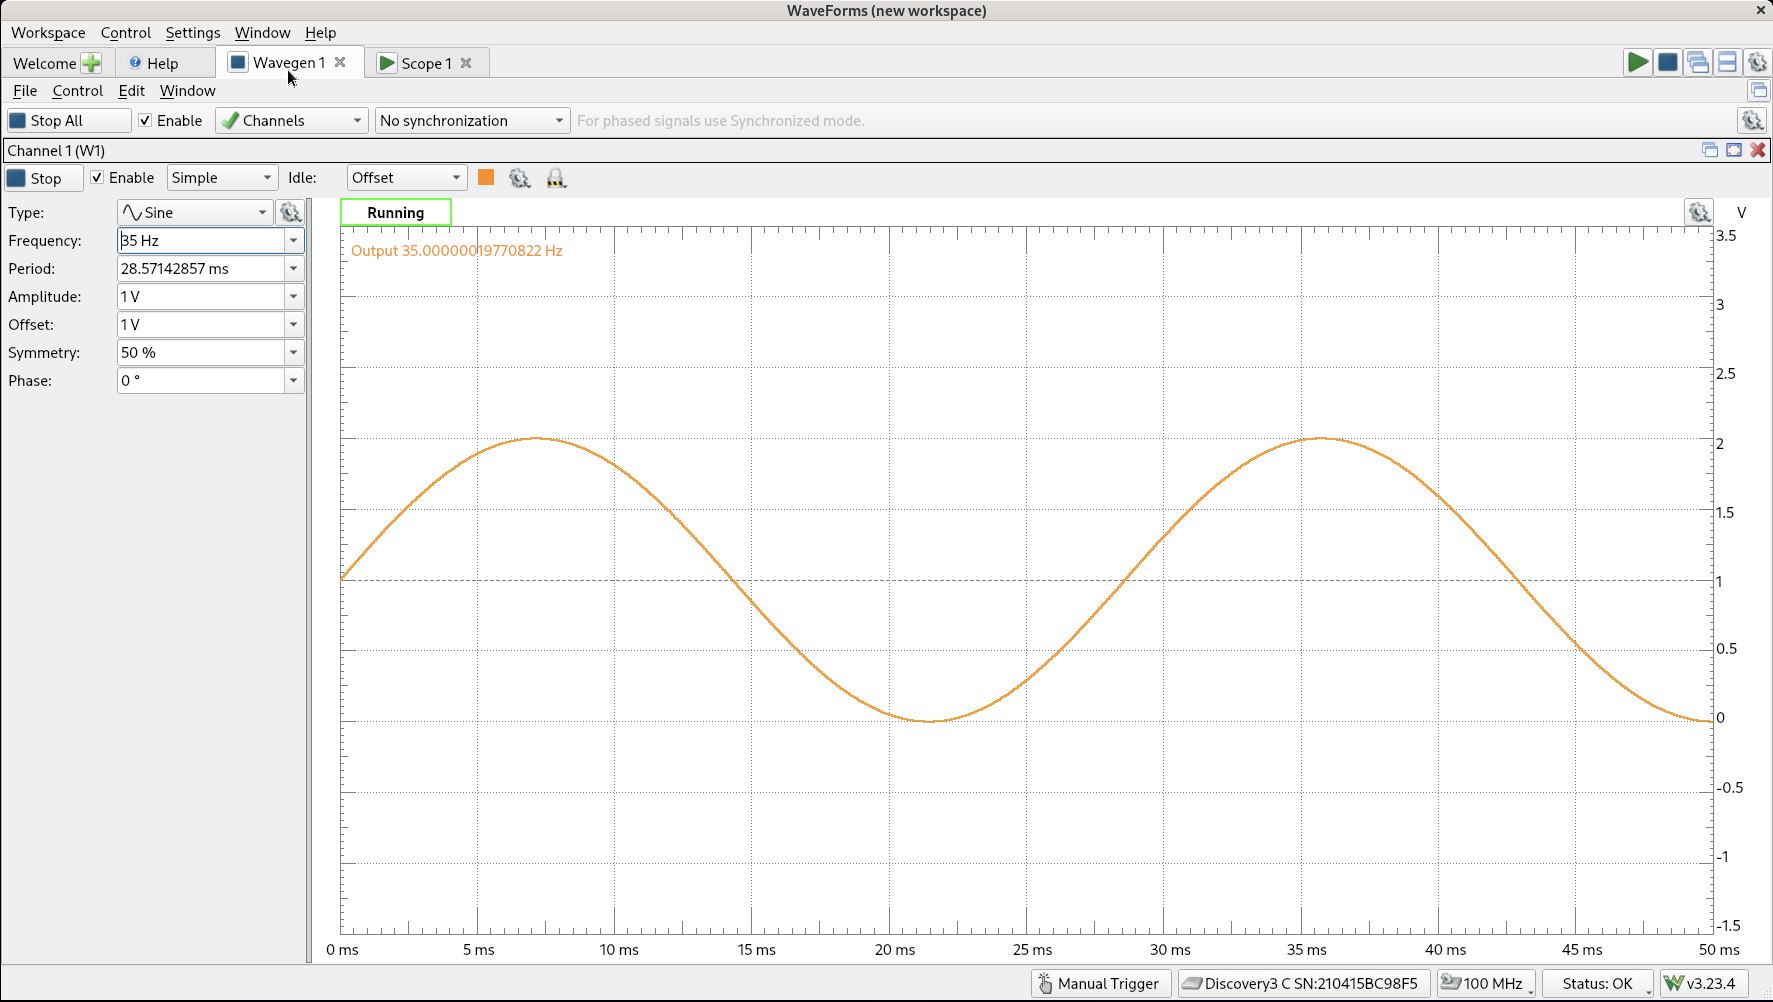 WaveForms (new workspace)
Workspace Control Settings Window Help
Welcome Help Wavegen 1 Scope 1
File Control Edit Window
Stop All Enable Channels No synchronization For phased signals use Synchronized mode.
Channel 1 (W1)
Stop Enable Simple Idle: Offset
Type: Sine
Frequency: 35 Hz
Period: 28.57142857 ms
Amplitude: 1 V
Offset: 1 V
Symmetry: 50 %
Phase: 0 °
Running V
Output 35.00000019770822 Hz
3.5
3
2.5
2
1.5
1
0.5
0
-0.5
-1
-1.5
0 ms 5 ms 10 ms 15 ms 20 ms 25 ms 30 ms 35 ms 40 ms 45 ms 50 ms
Manual Trigger Discovery3 C SN:210415BC98F5 100 MHz Status: OK v3.23.4